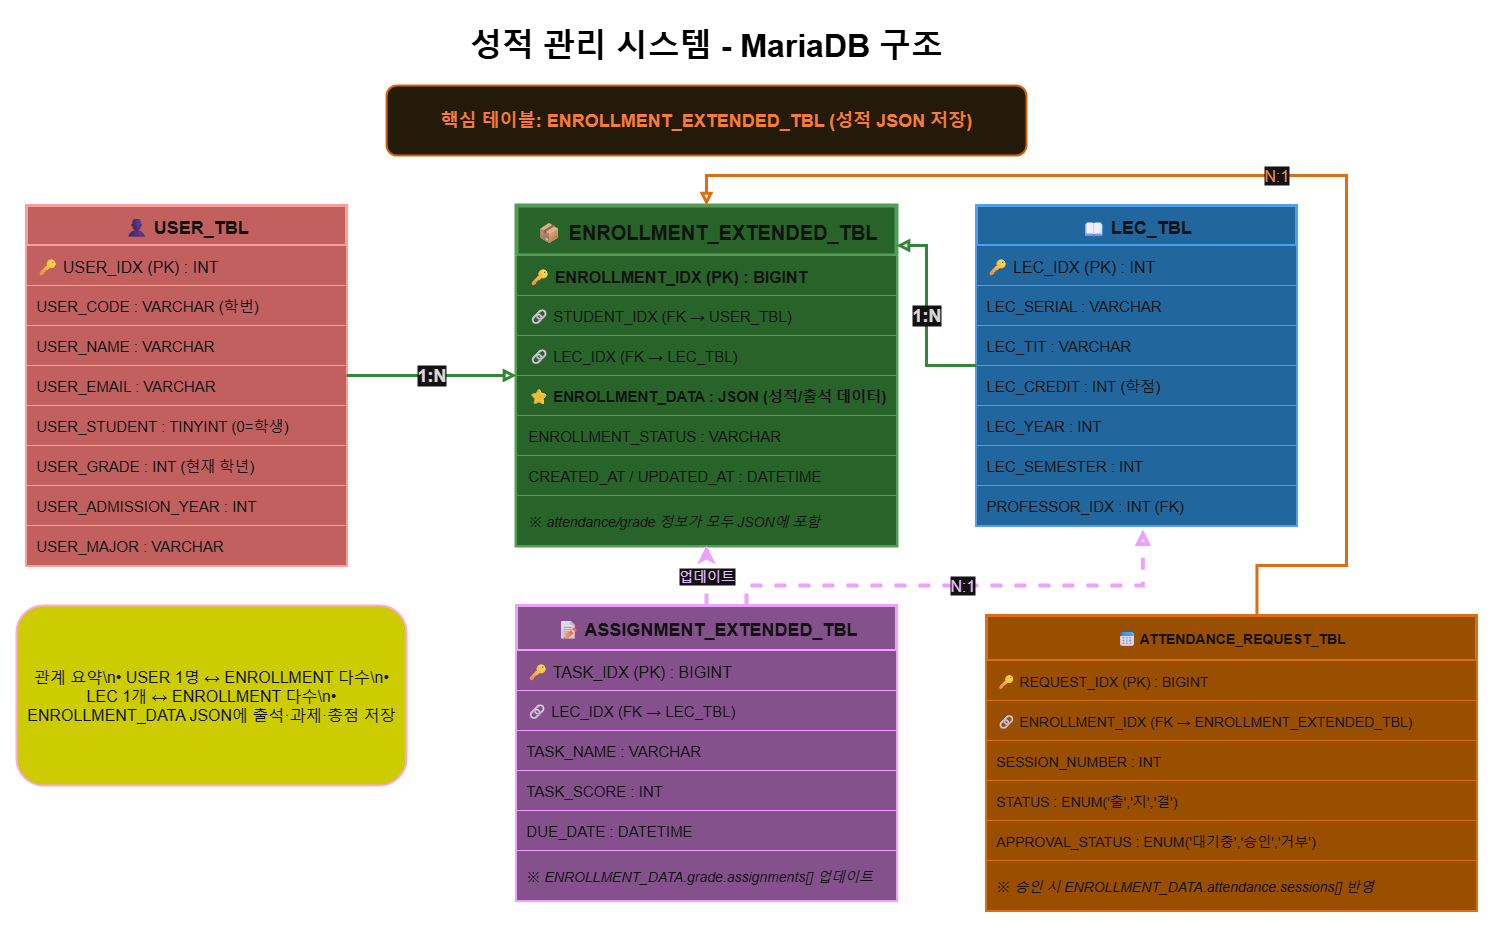 성적 관리 시스템 - MariaDB 구조
핵심 테이블: ENROLLMENT_EXTENDED_TBL (성적 JSON 저장)
N:1
👤 USER_TBL
🔑 USER_IDX (PK) : INT
USER_CODE : VARCHAR (학번)
USER_NAME : VARCHAR
USER_EMAIL : VARCHAR
USER_STUDENT : TINYINT (0=학생)
USER_GRADE : INT (현재 학년)
USER_ADMISSION_YEAR : INT
USER_MAJOR : VARCHAR
1:N
📦 ENROLLMENT_EXTENDED_TBL
🔑 ENROLLMENT_IDX (PK) : BIGINT
🔗 STUDENT_IDX (FK → USER_TBL)
🔗 LEC_IDX (FK → LEC_TBL)
⭐ ENROLLMENT_DATA : JSON (성적/출석 데이터)
ENROLLMENT_STATUS : VARCHAR
CREATED_AT / UPDATED_AT : DATETIME
※ attendance/grade 정보가 모두 JSON에 포함
1:N
📖 LEC_TBL
🔑 LEC_IDX (PK) : INT
LEC_SERIAL : VARCHAR
LEC_TIT : VARCHAR
LEC_CREDIT : INT (학점)
LEC_YEAR : INT
LEC_SEMESTER : INT
PROFESSOR_IDX : INT (FK)
업데이트
N:1
관계 요약\n• USER 1명 ↔ ENROLLMENT 다수\n•
LEC 1개 ↔ ENROLLMENT 다수\n•
ENROLLMENT_DATA JSON에 출석·과제·총점 저장
📝 ASSIGNMENT_EXTENDED_TBL
🔑 TASK_IDX (PK) : BIGINT
🔗 LEC_IDX (FK → LEC_TBL)
TASK_NAME : VARCHAR
TASK_SCORE : INT
DUE_DATE : DATETIME
※ ENROLLMENT_DATA.grade.assignments[] 업데이트
🗓️ ATTENDANCE_REQUEST_TBL
🔑 REQUEST_IDX (PK) : BIGINT
🔗 ENROLLMENT_IDX (FK → ENROLLMENT_EXTENDED_TBL)
SESSION_NUMBER : INT
STATUS : ENUM('출','지','결')
APPROVAL_STATUS : ENUM('대기중','승인','거부')
※ 승인 시 ENROLLMENT_DATA.attendance.sessions[] 반영